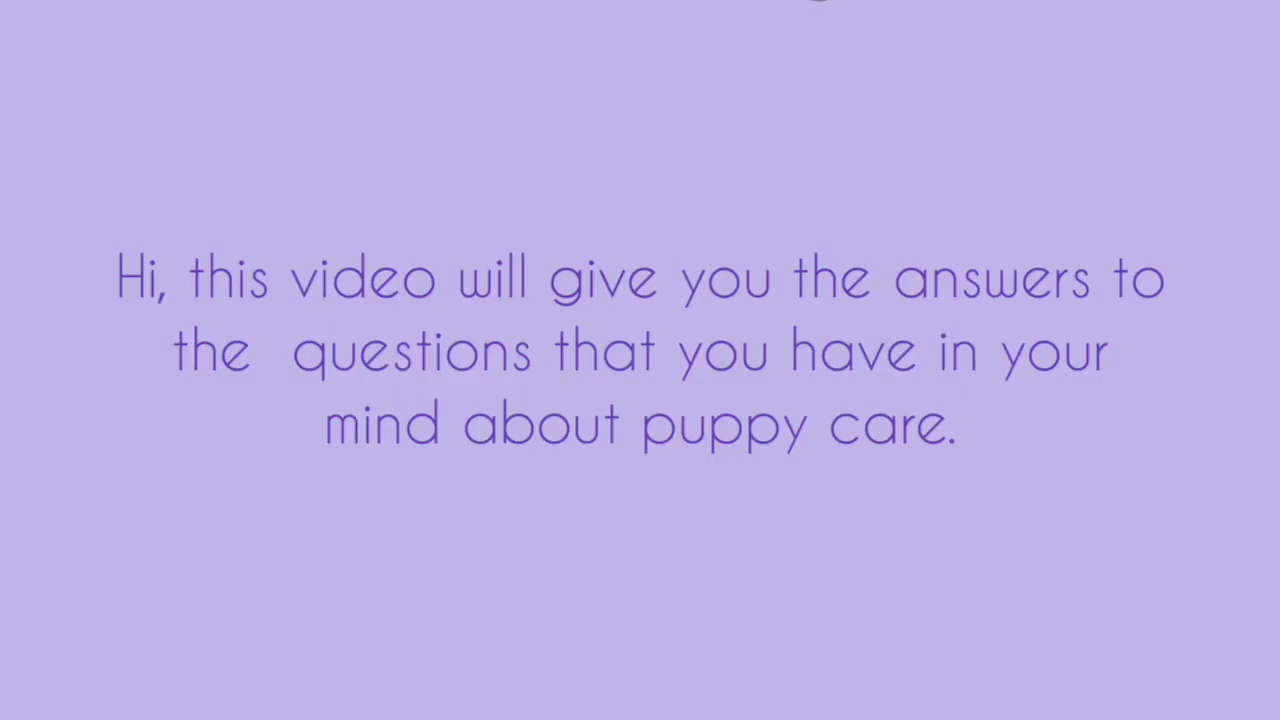 Hi, this video will give you the answers to
the  questions that you have in your
mind about puppy care.